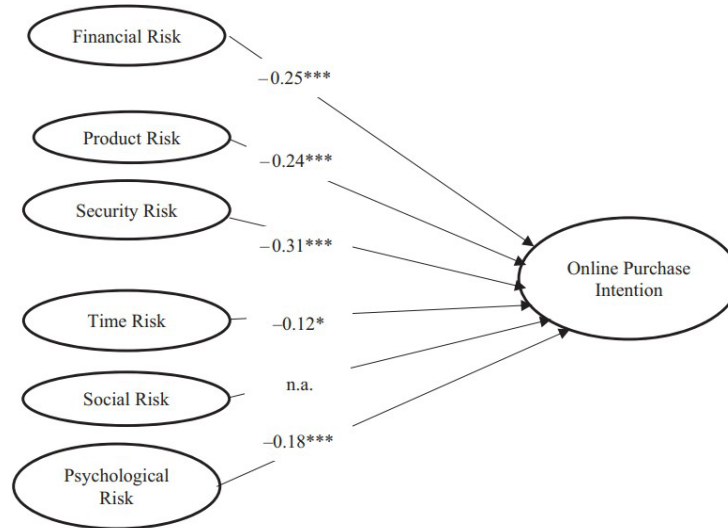 Financial Risk
–0.25***
Product Risk
–0.24***
Security Risk
–0.31***
Online Purchase
Intention
Time Risk
–0.12*
Social Risk
n.a.
–0.18***
Psychological
Risk